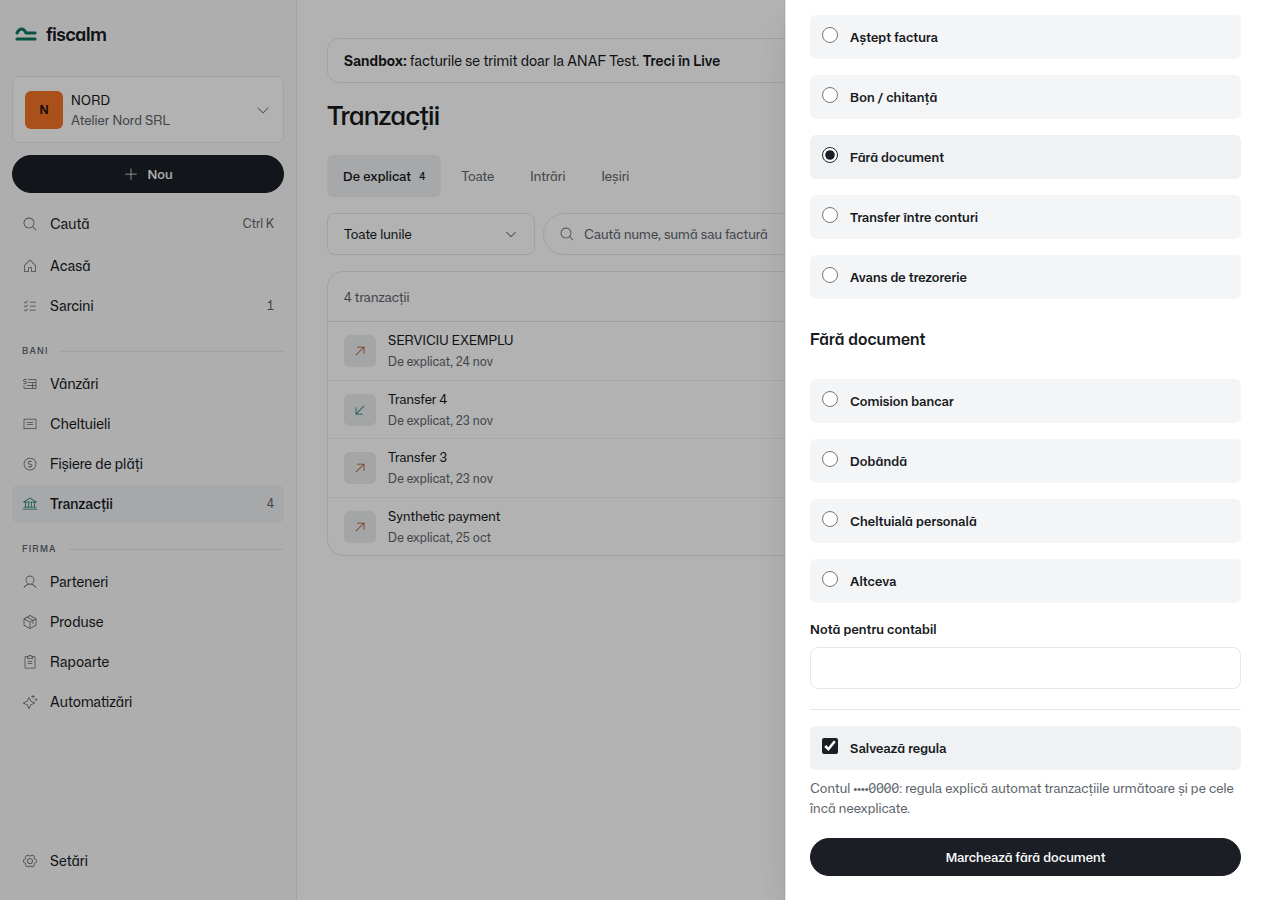 fiscalm
N
NORD
Atelier Nord SRL
Nou
Caută
Ctrl K
Acasă
Sarcini
1
BANI
Vânzări
Cheltuieli
Fișiere de plăți
Tranzacții
4
FIRMA
Parteneri
Produse
Rapoarte
Automatizări
Setări
Sandbox: facturile se trimit doar la ANAF Test. Treci în Live
Tranzacții
De explicat 4
Toate
Intrări
Ieșiri
Toate lunile
Caută nume, sumă sau factură
4 tranzacții
SERVICIU EXEMPLU
De explicat, 24 nov
Transfer 4
De explicat, 23 nov
Transfer 3
De explicat, 23 nov
Synthetic payment
De explicat, 25 oct
Aștept factura
Bon / chitanță
Fără document
Transfer între conturi
Avans de trezorerie
Fără document
Comision bancar
Dobândă
Cheltuială personală
Altceva
Notă pentru contabil
Salvează regula
Contul ••••0000: regula explică automat tranzacțiile următoare și pe cele
încă neexplicate.
Marchează fără document